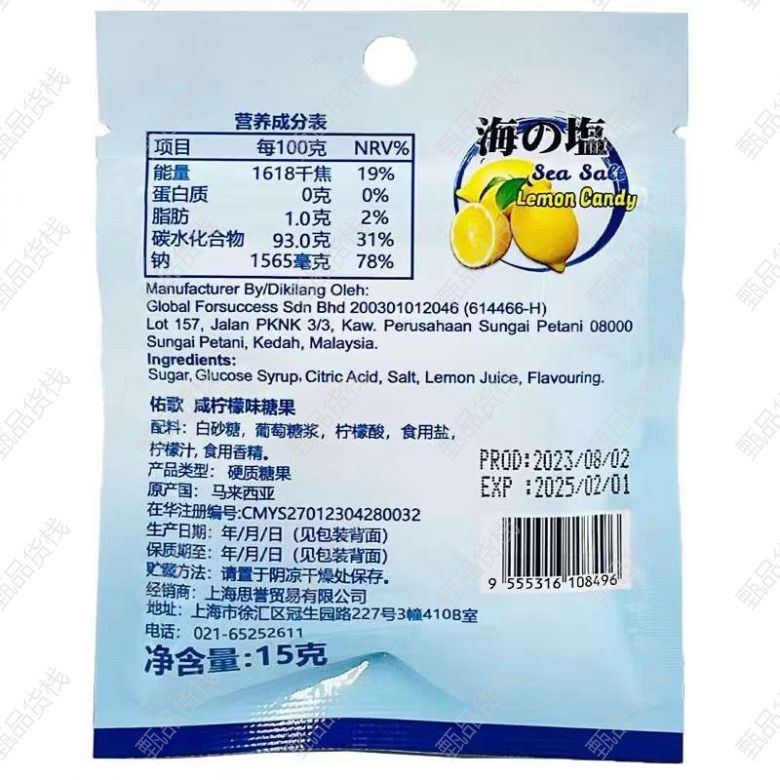 营养成分表
项目 每100克 NRV%
能量 1618千焦 19%
蛋白质 0克 0%
脂肪 1.0克 2%
碳水化合物 93.0克 31%
钠 1565毫克 78%
海の塩
Sea Salt
Lemon Candy
Manufacturer By/Dikilang Oleh:
Global Forsuccess Sdn Bhd 200301012046 (614466-H)
Lot 157, Jalan PKNK 3/3, Kaw. Perusahaan Sungai Petani 08000
Sungai Petani, Kedah, Malaysia.
Ingredients:
Sugar, Glucose Syrup, Citric Acid, Salt, Lemon Juice, Flavouring.
佑歌 咸柠檬味糖果
配料：白砂糖，葡萄糖浆，柠檬酸，食用盐，
柠檬汁，食用香精。
产品类型：硬质糖果
原产国：马来西亚
在华注册编号:CMYS27012304280032
生产日期：年/月/日（见包装背面）
保质期至：年/月/日（见包装背面）
贮藏方法：请置于阴凉干燥处保存。
经销商：上海思誉贸易有限公司
地址：上海市徐汇区冠生园路227号3幢410B室
电话：021-65252611
净含量:15克
PROD:2023/08/02
EXP :2025/02/01
9 555316 108496
甄品货栈